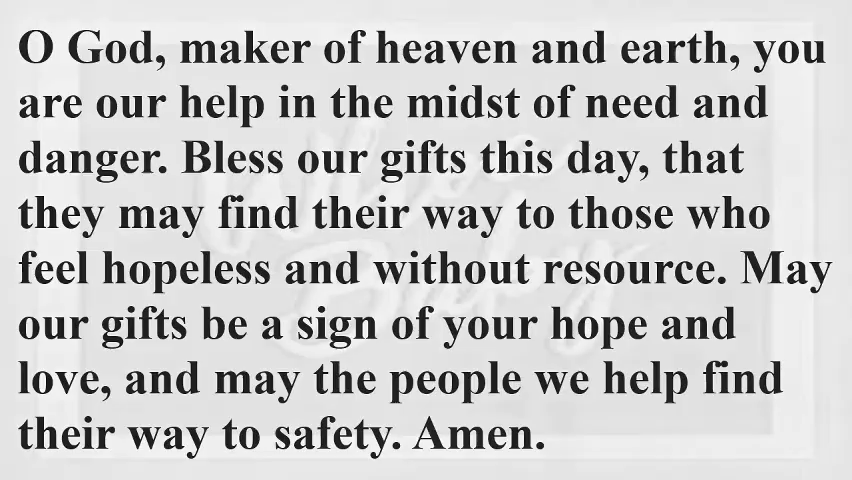 O God, maker of heaven and earth, you
are our help in the midst of need and
danger. Bless our gifts this day, that
they may find their way to those who
feel hopeless and without resource. May
our gifts be a sign of your hope and
love, and may the people we help find
their way to safety. Amen.